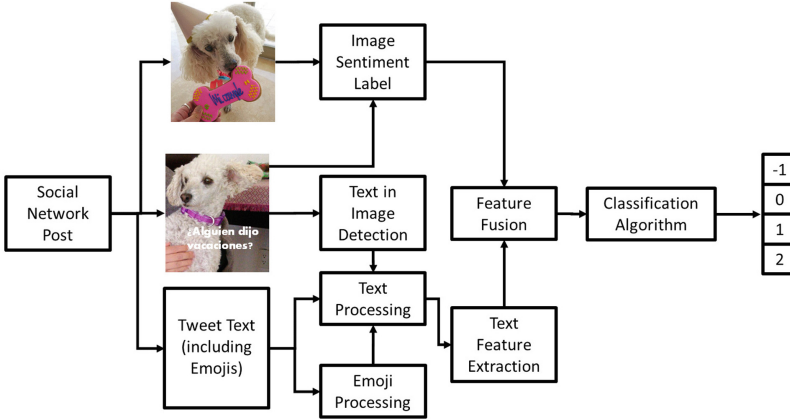 Social
Network
Post
Image
Sentiment
Label
¿Alguien dijo
vacaciones?
Text in
Image
Detection
Tweet Text
(including
Emojis)
Text
Processing
Emoji
Processing
Text
Feature
Extraction
Feature
Fusion
Classification
Algorithm
-1
0
1
2